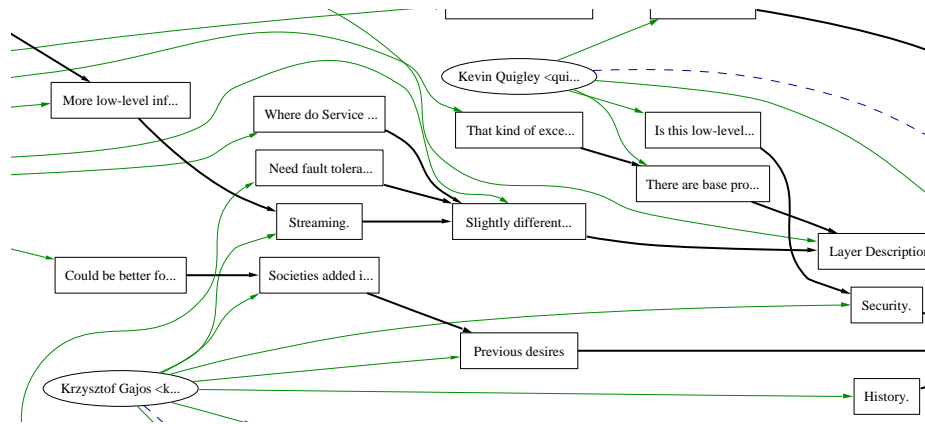 Kevin Quigley <qui...
More low-level inf...
Where do Service ...
That kind of exce...
Is this low-level...
Need fault tolera...
There are base pro...
Streaming.
Slightly different...
Layer Description
Could be better fo...
Societies added i...
Security.
Previous desires
Krzysztof Gajos <k...
History.